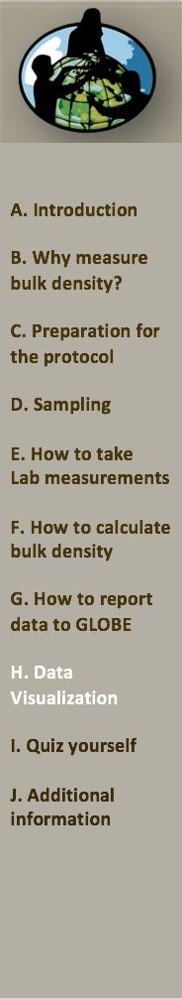 A. Introduction
B. Why measure
bulk density?
C. Preparation for
the protocol
D. Sampling
E. How to take
Lab measurements
F. How to calculate
bulk density
G. How to report
data to GLOBE
H. Data
Visualization
I. Quiz yourself
J. Additional
information